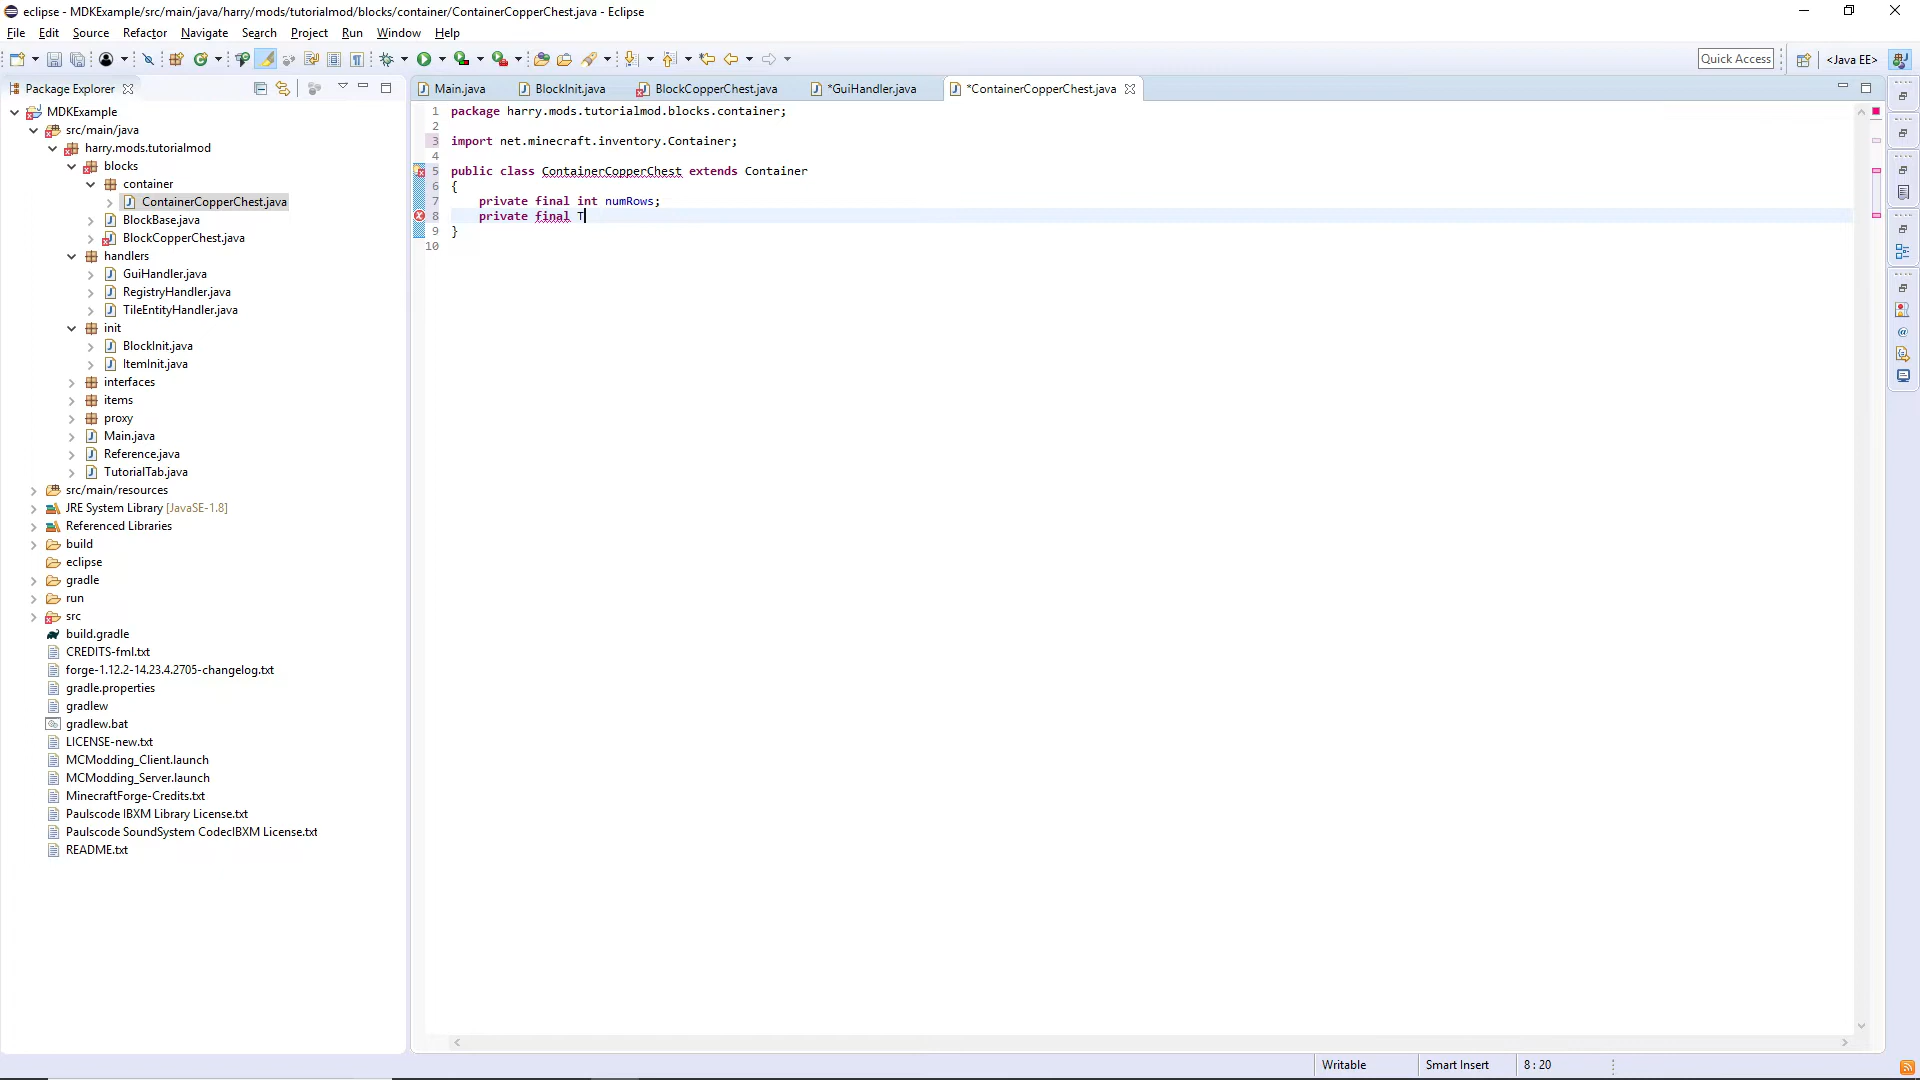 eclipse - MDKExample/src/main/java/harry/mods/tutorialmod/blocks/container/ContainerCopperChest.java - Eclipse
File Edit Source Refactor Navigate Search Project Run Window Help
Quick Access
<Java EE>
Package Explorer
Main.java BlockInit.java BlockCopperChest.java *GuiHandler.java *ContainerCopperChest.java
MDKExample
src/main/java
harry.mods.tutorialmod
blocks
container
ContainerCopperChest.java
BlockBase.java
BlockCopperChest.java
handlers
GuiHandler.java
RegistryHandler.java
TileEntityHandler.java
init
BlockInit.java
ItemInit.java
interfaces
items
proxy
Main.java
Reference.java
TutorialTab.java
src/main/resources
JRE System Library [JavaSE-1.8]
Referenced Libraries
build
eclipse
gradle
run
src
build.gradle
CREDITS-fml.txt
forge-1.12.2-14.23.4.2705-changelog.txt
gradle.properties
gradlew
gradlew.bat
LICENSE-new.txt
MCModding_Client.launch
MCModding_Server.launch
MinecraftForge-Credits.txt
Paulscode IBXM Library License.txt
Paulscode SoundSystem CodecIBXM License.txt
README.txt
1 package harry.mods.tutorialmod.blocks.container;
2
3 import net.minecraft.inventory.Container;
4
5 public class ContainerCopperChest extends Container
6 {
7 private final int numRows;
8 private final T
9 }
10
Writable Smart Insert 8 : 20